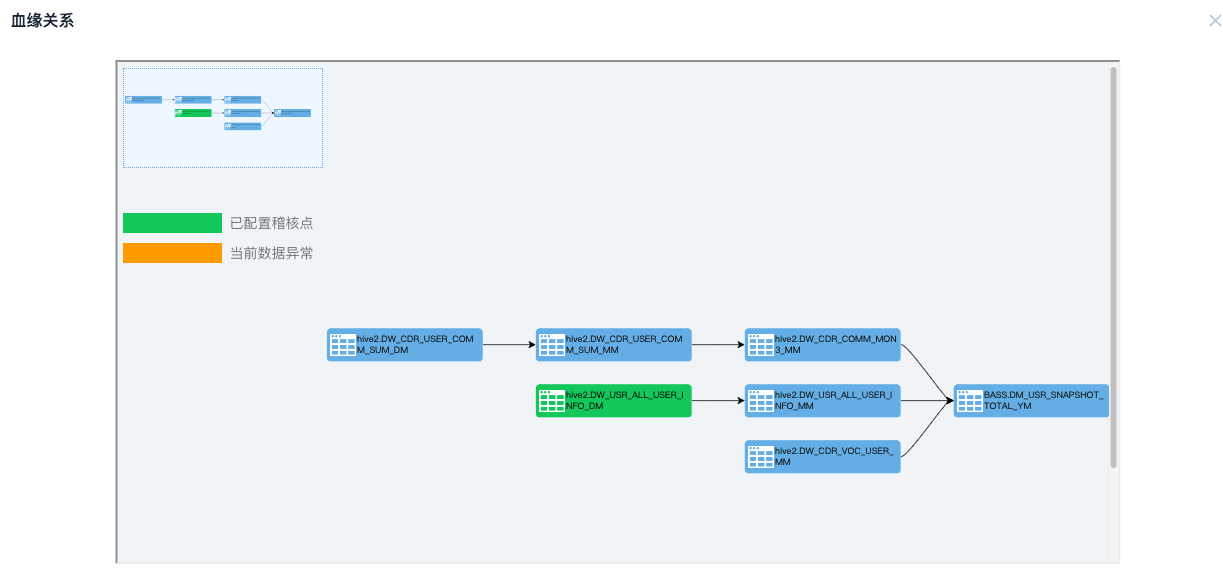 血缘关系
已配置稽核点
当前数据异常
hive2.DW_CDR_USER_COM
M_SUM_DM
hive2.DW_CDR_USER_COM
M_SUM_MM
hive2.DW_CDR_COMM_MON
3_MM
hive2.DW_USR_ALL_USER_I
NFO_DM
hive2.DW_USR_ALL_USER_I
NFO_MM
BASS.DM_USR_SNAPSHOT_
TOTAL_YM
hive2.DW_CDR_VOC_USER_
MM